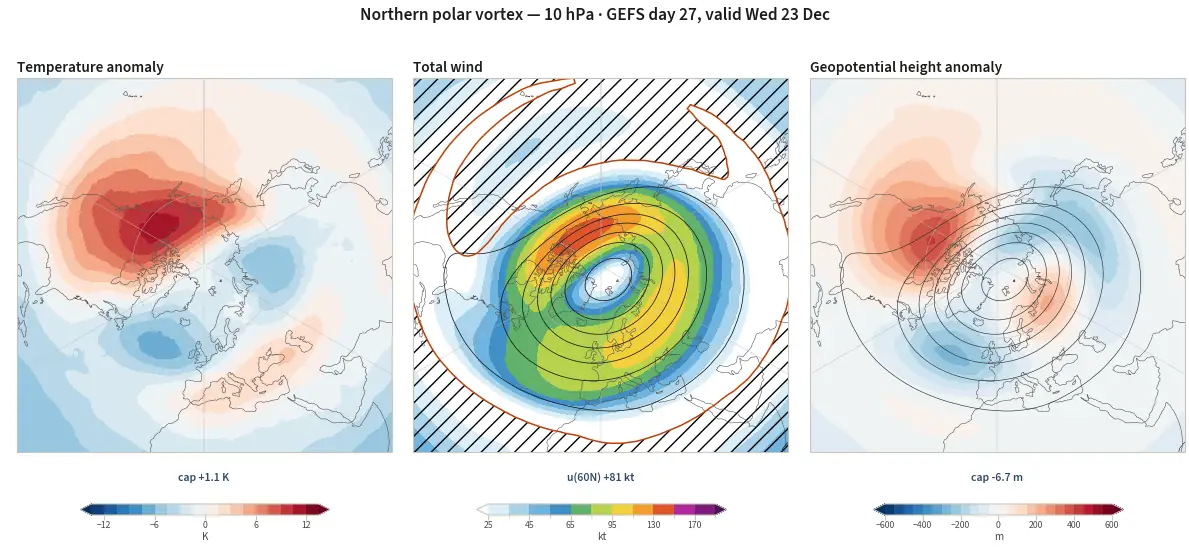 Northern polar vortex — 10 hPa · GEFS day 27, valid Wed 23 Dec
Temperature anomaly
Total wind
Geopotential height anomaly
cap +1.1 K
u(60N) +81 kt
cap -6.7 m
−12 −6 0 6 12
K
25 45 65 95 130 170
kt
−600 −400 −200 0 200 400 600
m